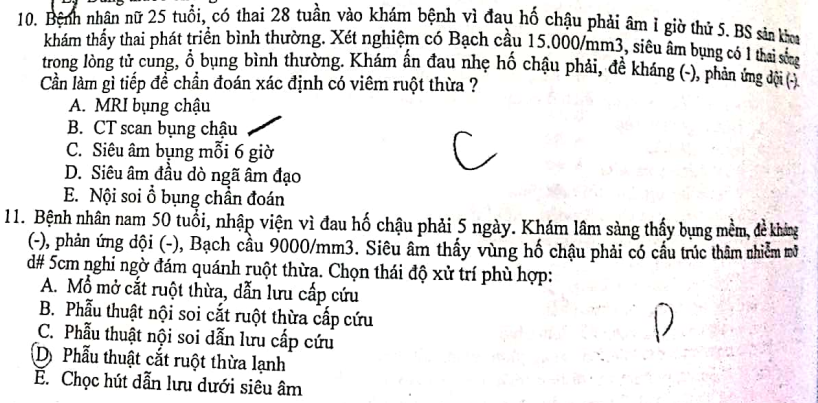 10. Bệnh nhân nữ 25 tuổi, có thai 28 tuần vào khám bệnh vì đau hố chậu phải âm ỉ giờ thứ 5. BS sản khoa
khám thấy thai phát triển bình thường. Xét nghiệm có Bạch cầu 15.000/mm3, siêu âm bụng có 1 thai sống
trong lòng tử cung, ổ bụng bình thường. Khám ấn đau nhẹ hố chậu phải, đề kháng (-), phản ứng dội (-).
Cần làm gì tiếp để chẩn đoán xác định có viêm ruột thừa ?
A. MRI bụng chậu
B. CT scan bụng chậu
C. Siêu âm bụng mỗi 6 giờ
C
D. Siêu âm đầu dò ngã âm đạo
E. Nội soi ổ bụng chẩn đoán
11. Bệnh nhân nam 50 tuổi, nhập viện vì đau hố chậu phải 5 ngày. Khám lâm sàng thấy bụng mềm, đề kháng
(-), phản ứng dội (-), Bạch cầu 9000/mm3. Siêu âm thấy vùng hố chậu phải có cấu trúc thâm nhiễm mỡ
d# 5cm nghi ngờ đám quánh ruột thừa. Chọn thái độ xử trí phù hợp:
A. Mổ mở cắt ruột thừa, dẫn lưu cấp cứu
B. Phẫu thuật nội soi cắt ruột thừa cấp cứu
D
C. Phẫu thuật nội soi dẫn lưu cấp cứu
D. Phẫu thuật cắt ruột thừa lạnh
E. Chọc hút dẫn lưu dưới siêu âm